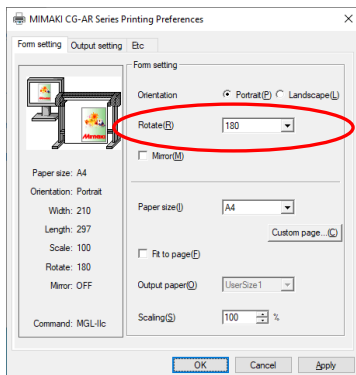 MIMAKI CG-AR Series Printing Preferences
Form setting Output setting Etc
Form setting
Orientation Portrait(P) Landscape(L)
Rotate(R) 180
Mirror(M)
MIMAKI
Paper size: A4
Orientation: Portrait
Width: 210
Length: 297
Scale: 100
Rotate: 180
Mirror: OFF
Command: MGL-IIc
Paper size(I) A4
Custom page...(C)
Fit to page(F)
Output paper(O) UserSize1
Scaling(S) 100 %
OK Cancel Apply